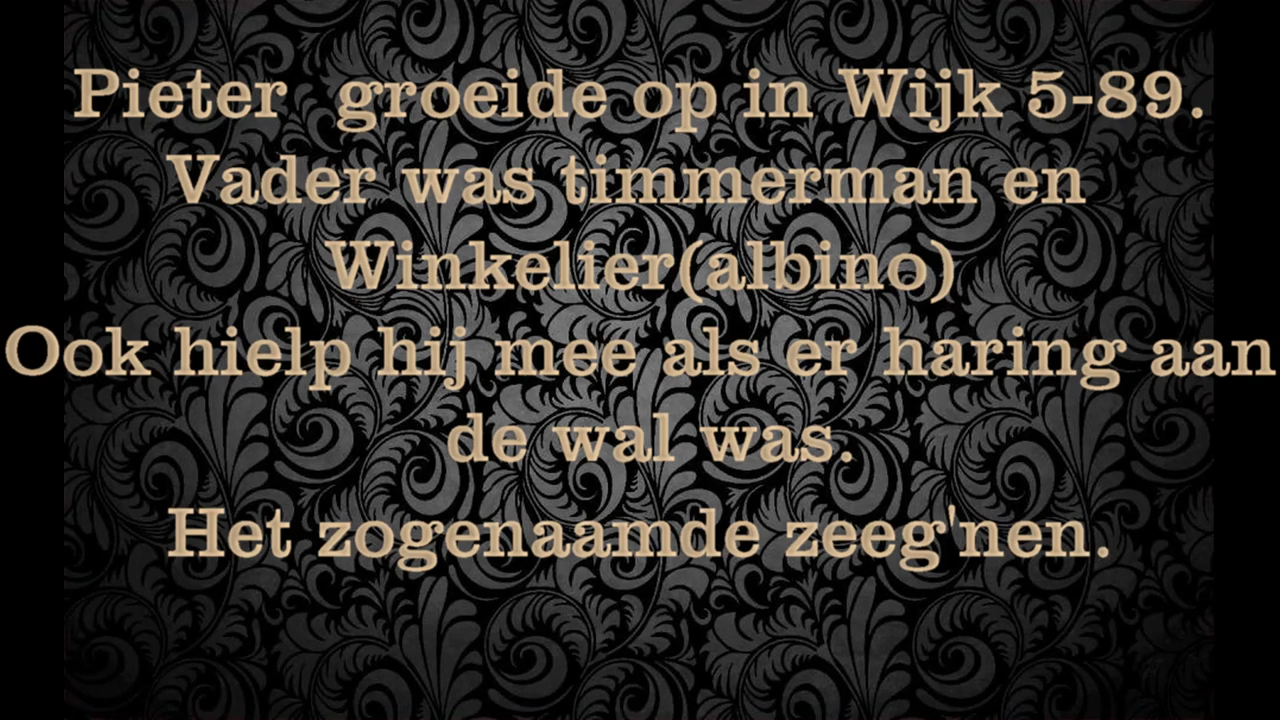 Pieter groeide op in Wijk 5-89.
Vader was timmerman en
Winkelier(albino)
Ook hielp hij mee als er haring aan
de wal was.
Het zogenaamde zeeg'nen.